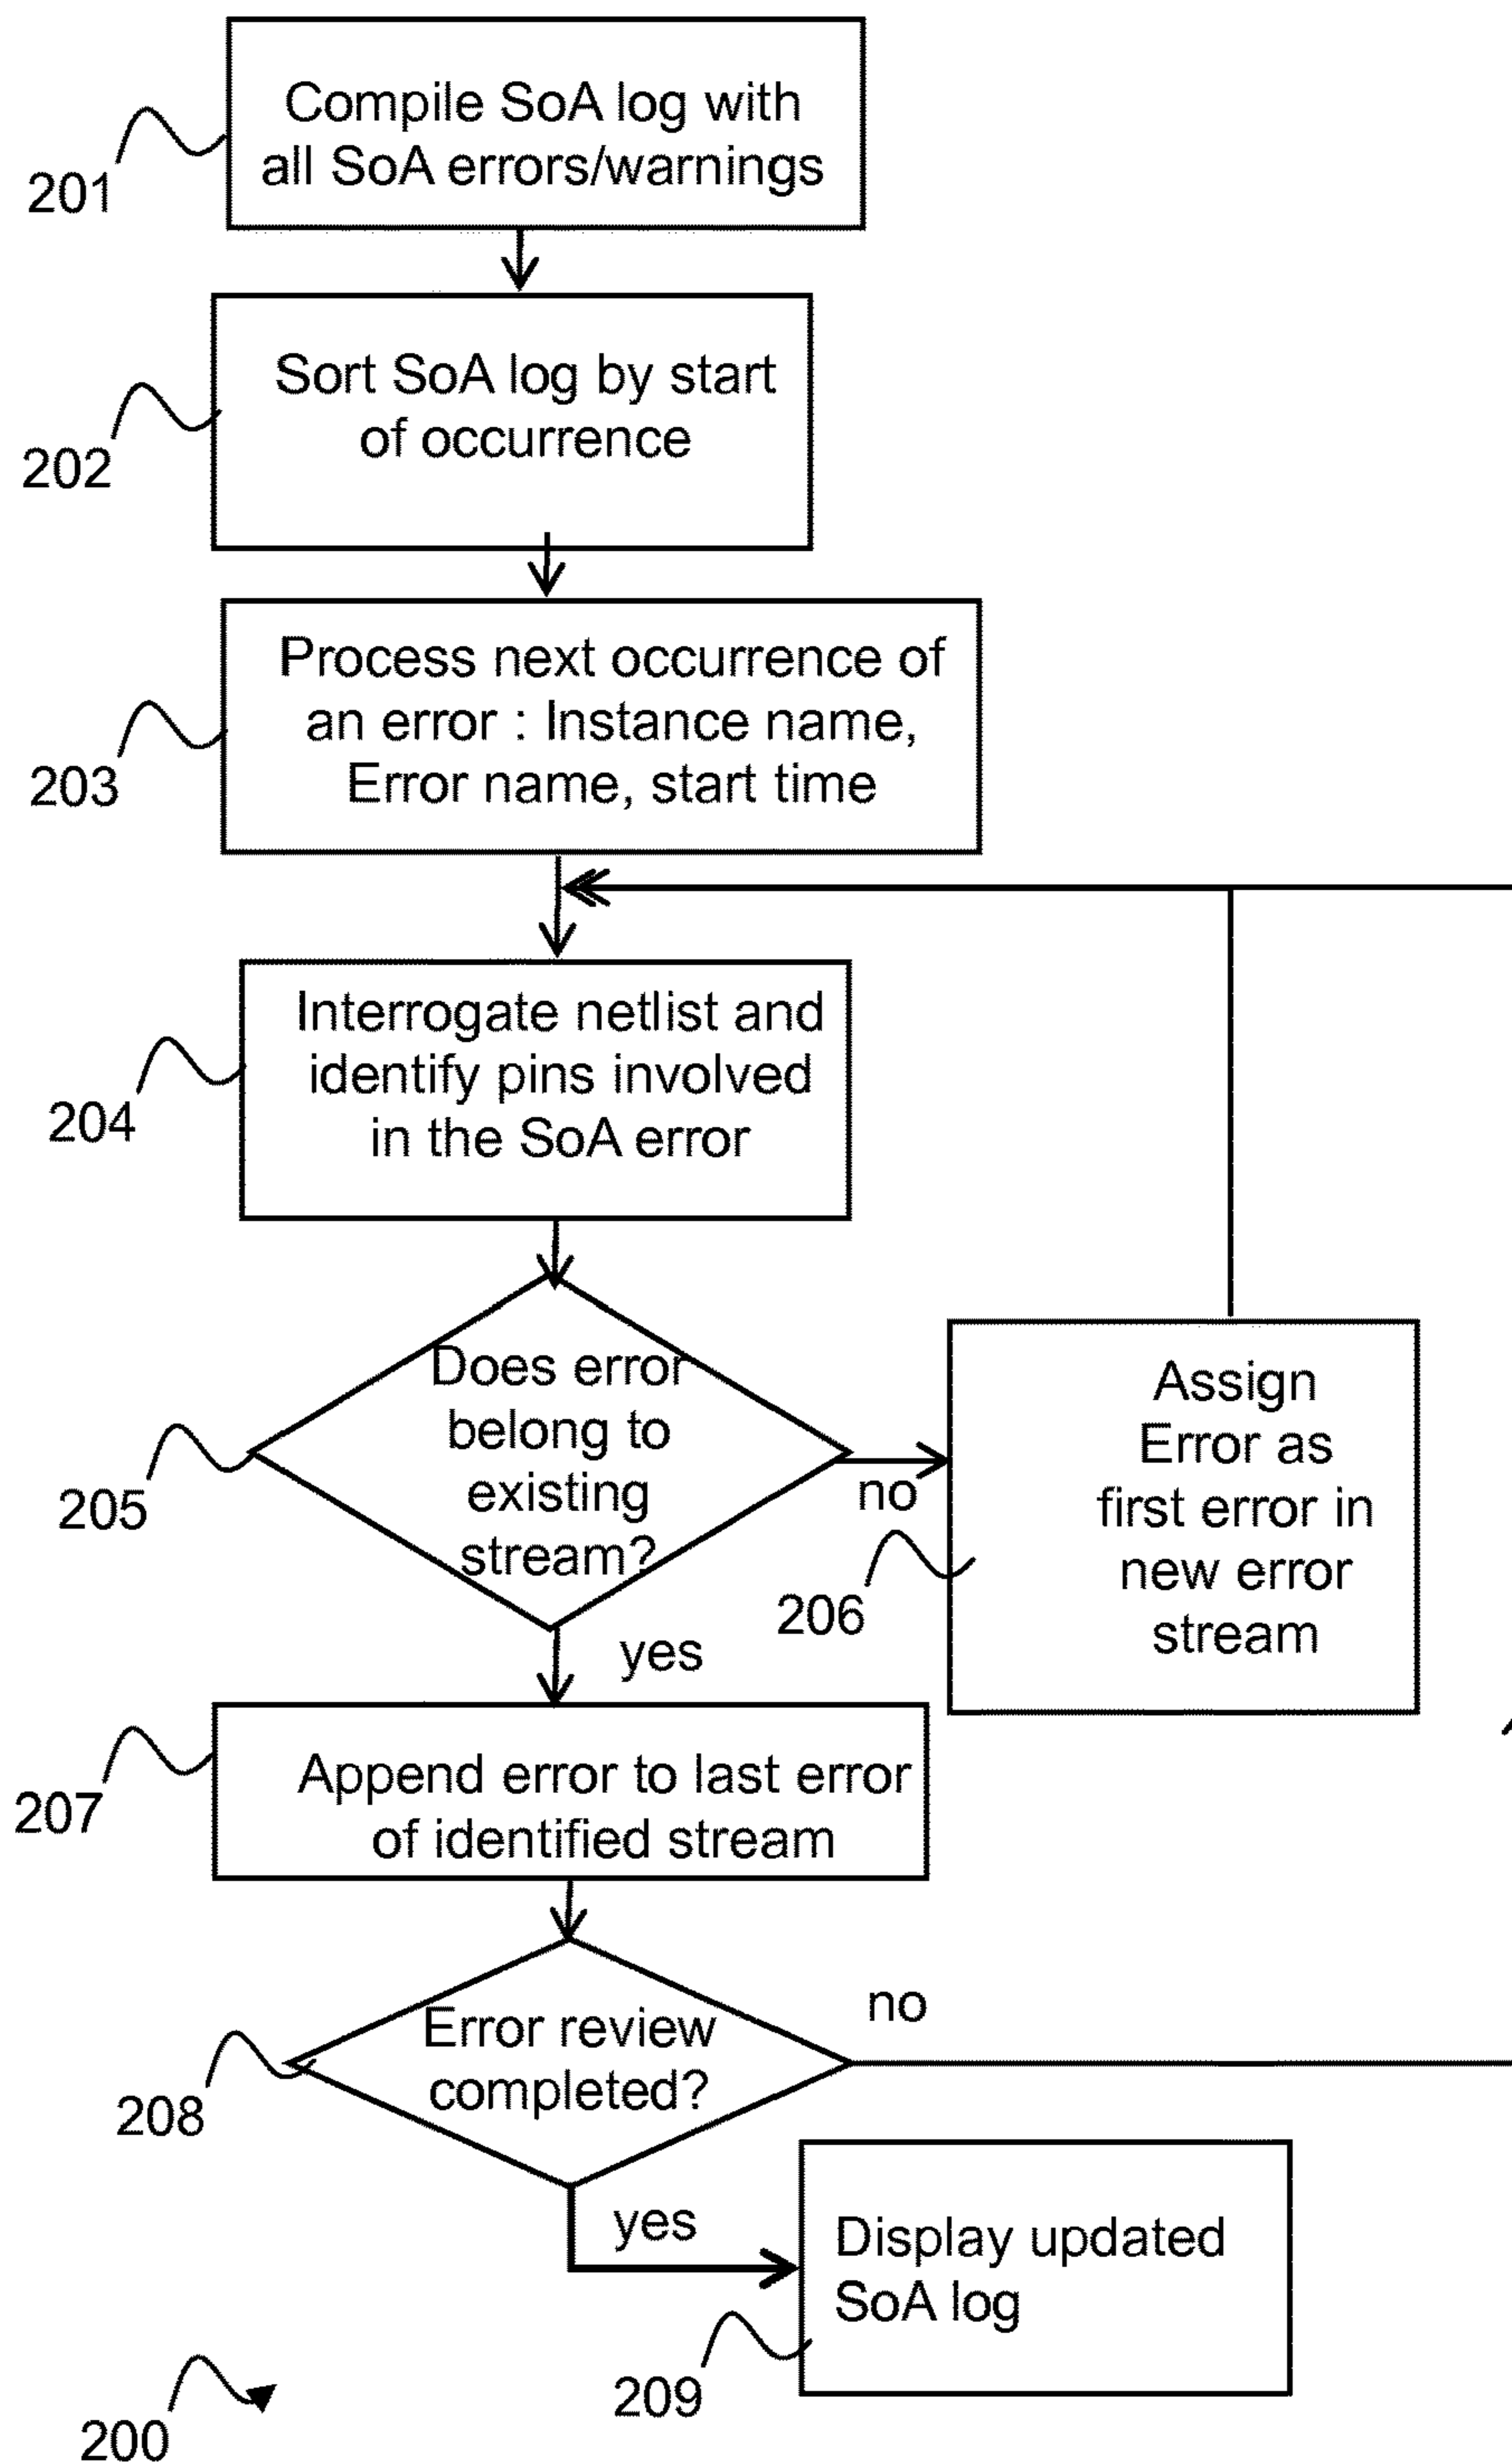 Compile SoA log with
all SoA errors/warnings
201
Sort SoA log by start
of occurrence
202
Process next occurrence of
an error : Instance name,
Error name, start time
203
Interrogate netlist and
identify pins involved
in the SoA error
204
Does error
belong to
existing
stream?
205
no
Assign
Error as
first error in
new error
stream
206
yes
Append error to last error
of identified stream
207
Error review
completed?
no
208
yes
Display updated
SoA log
209
200